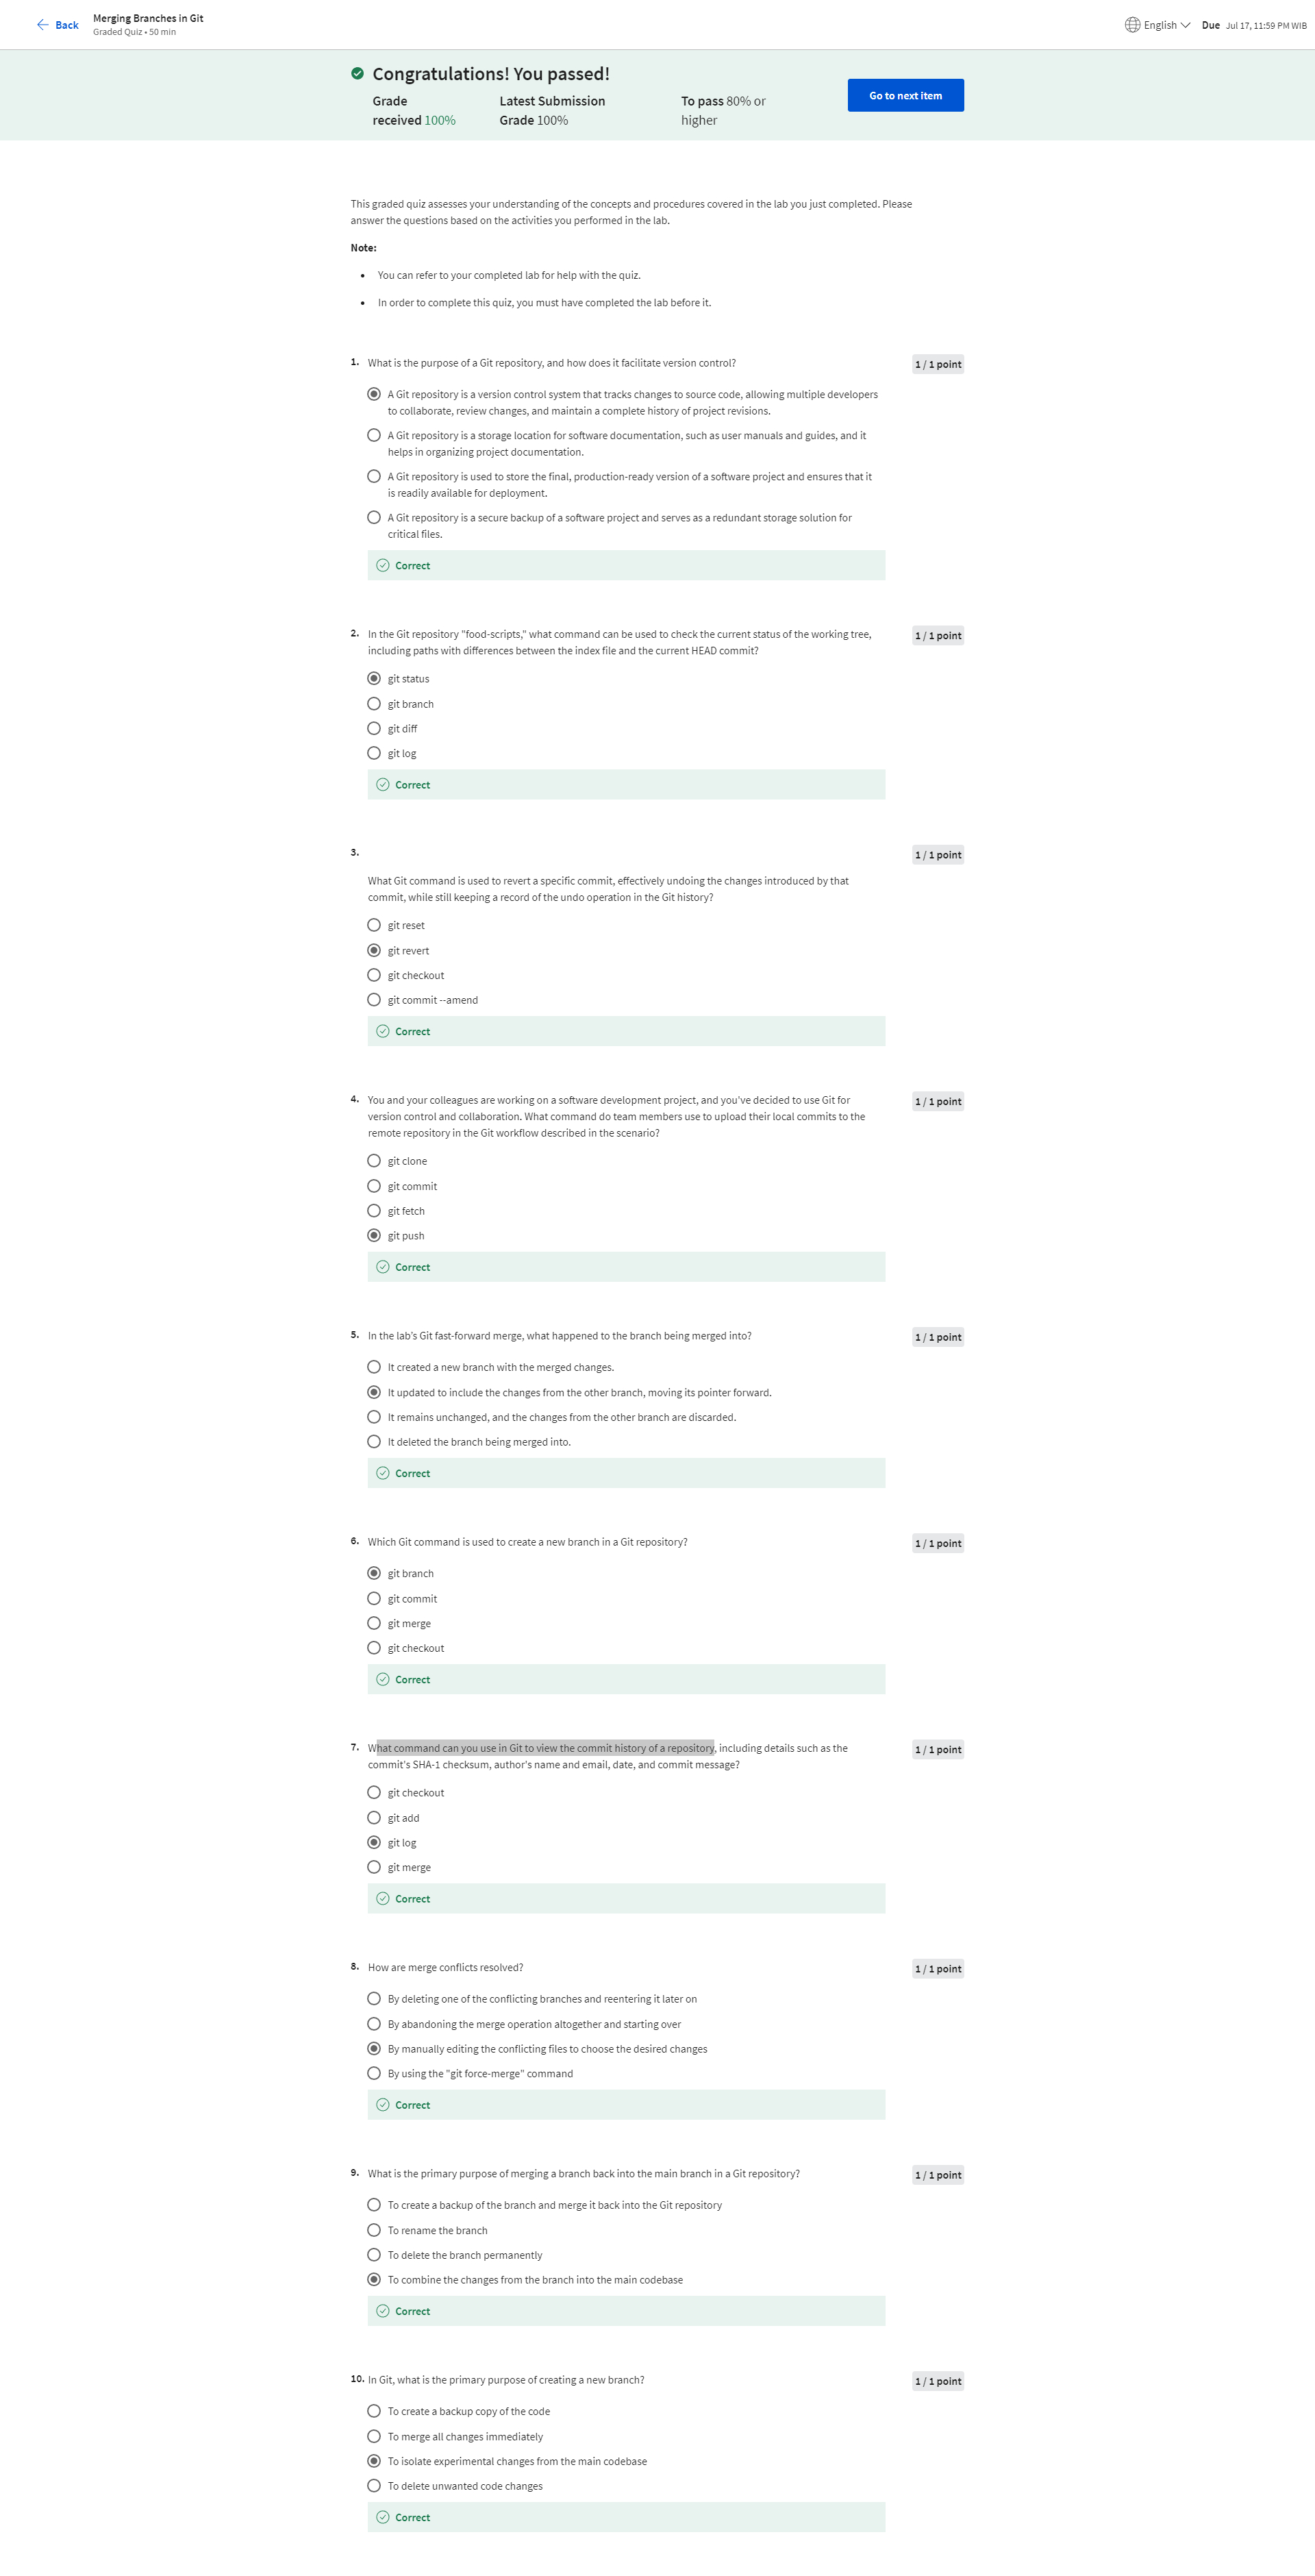 Back
Merging Branches in Git
Graded Quiz • 50 min
English
Due Jul 17, 11:59 PM WIB
Congratulations! You passed!
Grade
received 100%
Latest Submission
Grade 100%
To pass 80% or
higher
Go to next item
This graded quiz assesses your understanding of the concepts and procedures covered in the lab you just completed. Please
answer the questions based on the activities you performed in the lab.
Note:
• You can refer to your completed lab for help with the quiz.
• In order to complete this quiz, you must have completed the lab before it.
1. What is the purpose of a Git repository, and how does it facilitate version control?
1 / 1 point
A Git repository is a version control system that tracks changes to source code, allowing multiple developers
to collaborate, review changes, and maintain a complete history of project revisions.
A Git repository is a storage location for software documentation, such as user manuals and guides, and it
helps in organizing project documentation.
A Git repository is used to store the final, production-ready version of a software project and ensures that it
is readily available for deployment.
A Git repository is a secure backup of a software project and serves as a redundant storage solution for
critical files.
Correct
2. In the Git repository "food-scripts," what command can be used to check the current status of the working tree,
including paths with differences between the index file and the current HEAD commit?
1 / 1 point
git status
git branch
git diff
git log
Correct
3.
1 / 1 point
What Git command is used to revert a specific commit, effectively undoing the changes introduced by that
commit, while still keeping a record of the undo operation in the Git history?
git reset
git revert
git checkout
git commit --amend
Correct
4. You and your colleagues are working on a software development project, and you've decided to use Git for
version control and collaboration. What command do team members use to upload their local commits to the
remote repository in the Git workflow described in the scenario?
1 / 1 point
git clone
git commit
git fetch
git push
Correct
5. In the lab's Git fast-forward merge, what happened to the branch being merged into?
1 / 1 point
It created a new branch with the merged changes.
It updated to include the changes from the other branch, moving its pointer forward.
It remains unchanged, and the changes from the other branch are discarded.
It deleted the branch being merged into.
Correct
6. Which Git command is used to create a new branch in a Git repository?
1 / 1 point
git branch
git commit
git merge
git checkout
Correct
7. What command can you use in Git to view the commit history of a repository, including details such as the
commit's SHA-1 checksum, author's name and email, date, and commit message?
1 / 1 point
git checkout
git add
git log
git merge
Correct
8. How are merge conflicts resolved?
1 / 1 point
By deleting one of the conflicting branches and reentering it later on
By abandoning the merge operation altogether and starting over
By manually editing the conflicting files to choose the desired changes
By using the "git force-merge" command
Correct
9. What is the primary purpose of merging a branch back into the main branch in a Git repository?
1 / 1 point
To create a backup of the branch and merge it back into the Git repository
To rename the branch
To delete the branch permanently
To combine the changes from the branch into the main codebase
Correct
10. In Git, what is the primary purpose of creating a new branch?
1 / 1 point
To create a backup copy of the code
To merge all changes immediately
To isolate experimental changes from the main codebase
To delete unwanted code changes
Correct